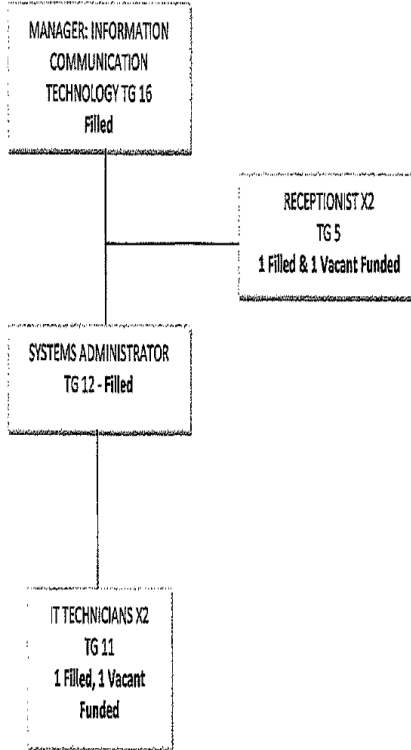 MANAGER: INFORMATION
COMMUNICATION
TECHNOLOGY TG 16
Filled
RECEPTIONIST X2
TG 5
1 Filled & 1 Vacant Funded
SYSTEMS ADMINISTRATOR
TG 12 - Filled
IT TECHNICIANS X2
TG 11
1 Filled, 1 Vacant
Funded